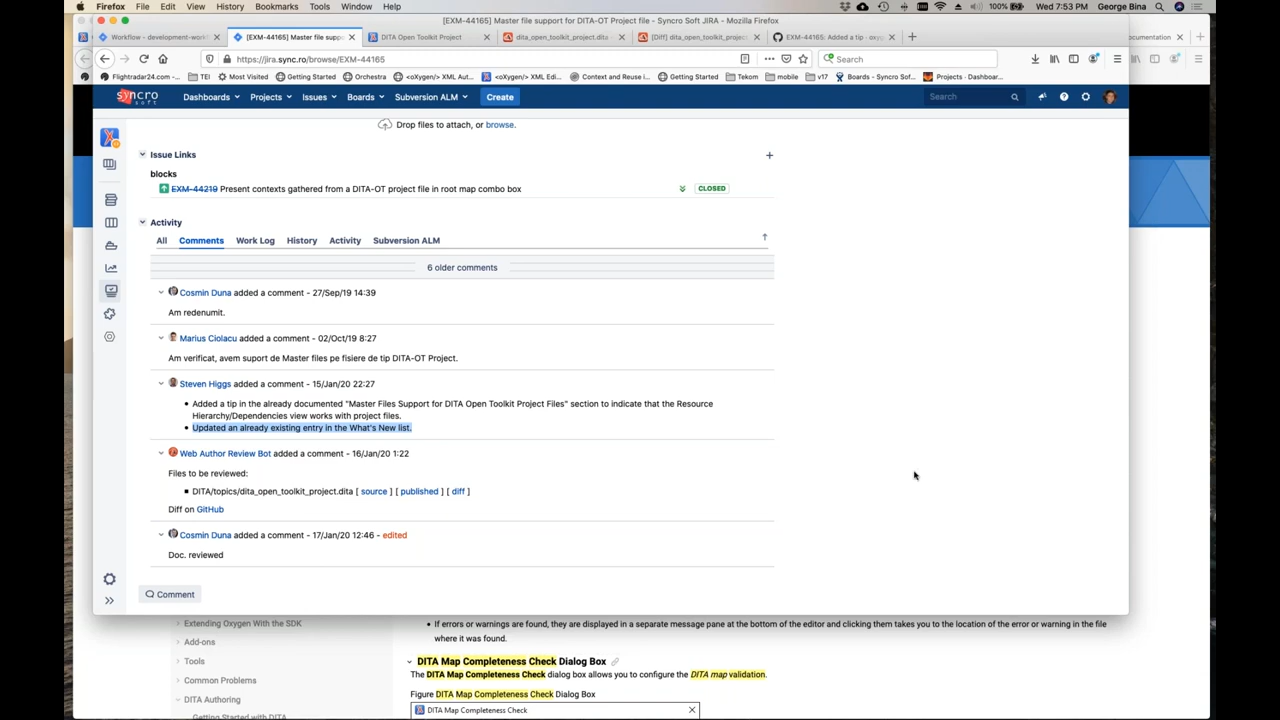 Firefox File Edit View History Bookmarks Tools Window Help 100% Wed 7:53 PM George Bina
[EXM-44165] Master file support for DITA-OT Project file - Syncro Soft JIRA - Mozilla Firefox
Workflow - development-work [EXM-44165] Master file supp DITA Open Toolkit Project dita_open_toolkit_project.dita [Diff] dita_open_toolkit_project EXM-44165: Added a tip - oxy ocumentation
https://jira.sync.ro/browse/EXM-44165 Search
Flightradar24.com - TEI Most Visited Getting Started Orchestra <oXygen/> XML Aut... <oXygen/> XML Edi... Context and Reuse i... Getting Started Tekom mobile v17 Boards - Syncro Sof... Projects - Dashboar...
syncro soft Dashboards Projects Issues Boards Subversion ALM Create Search
Drop files to attach, or browse.
Issue Links
blocks
EXM-44219 Present contexts gathered from a DITA-OT project file in root map combo box CLOSED
Activity
All Comments Work Log History Activity Subversion ALM
6 older comments
Cosmin Duna added a comment - 27/Sep/19 14:39
Am redenumit.
Marius Ciolacu added a comment - 02/Oct/19 8:27
Am verificat, avem suport de Master files pe fisiere de tip DITA-OT Project.
Steven Higgs added a comment - 15/Jan/20 22:27
Added a tip in the already documented "Master Files Support for DITA Open Toolkit Project Files" section to indicate that the Resource
Hierarchy/Dependencies view works with project files.
Updated an already existing entry in the What's New list.
Web Author Review Bot added a comment - 16/Jan/20 1:22
Files to be reviewed:
DITA/topics/dita_open_toolkit_project.dita [ source ] [ published ] [ diff ]
Diff on GitHub
Cosmin Duna added a comment - 17/Jan/20 12:46 - edited
Doc. reviewed
Comment
Extending Oxygen With the SDK
Add-ons
Tools
Common Problems
DITA Authoring
Getting Started with DITA
If errors or warnings are found, they are displayed in a separate message pane at the bottom of the editor and clicking them takes you to the location of the error or warning in the file
where it was found.
DITA Map Completeness Check Dialog Box
The DITA Map Completeness Check dialog box allows you to configure the DITA map validation.
Figure DITA Map Completeness Check Dialog Box
DITA Map Completeness Check